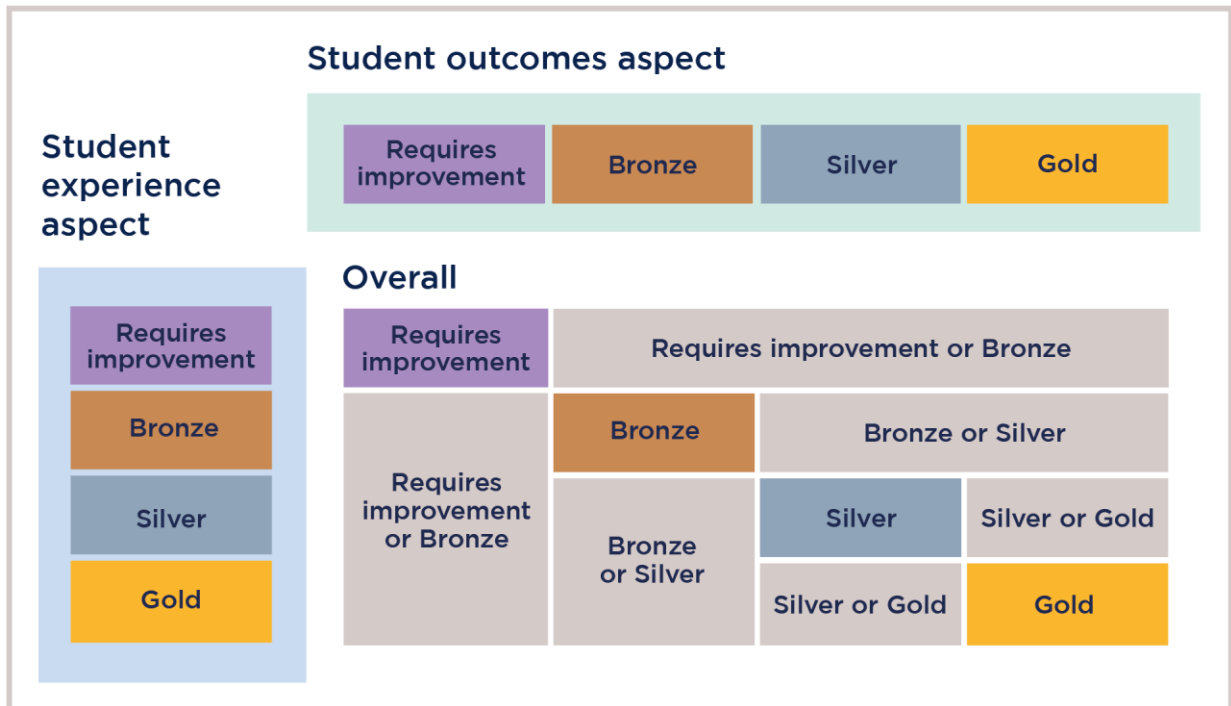 Student outcomes aspect
Requires
improvement
Bronze
Silver
Gold
Student
experience
aspect
Requires
improvement
Bronze
Silver
Gold
Overall
Requires
improvement
Requires improvement or Bronze
Requires
improvement
or Bronze
Bronze
Bronze or Silver
Bronze
or Silver
Silver
Silver or Gold
Silver or Gold
Gold